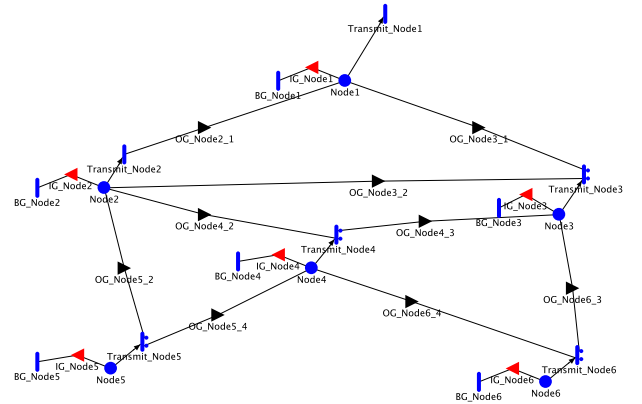 Transmit_Node1
IG_Node1
BG_Node1
Node1
OG_Node2_1
OG_Node3_1
Transmit_Node2
IG_Node2
Transmit_Node3
BG_Node2
Node2
OG_Node3_2
IG_Node3
BG_Node3
Node3
OG_Node4_2
OG_Node4_3
Transmit_Node4
IG_Node4
BG_Node4
Node4
OG_Node5_2
OG_Node6_3
OG_Node6_4
OG_Node5_4
Transmit_Node5
IG_Node5
BG_Node5
Node5
Transmit_Node6
IG_Node6
BG_Node6
Node6